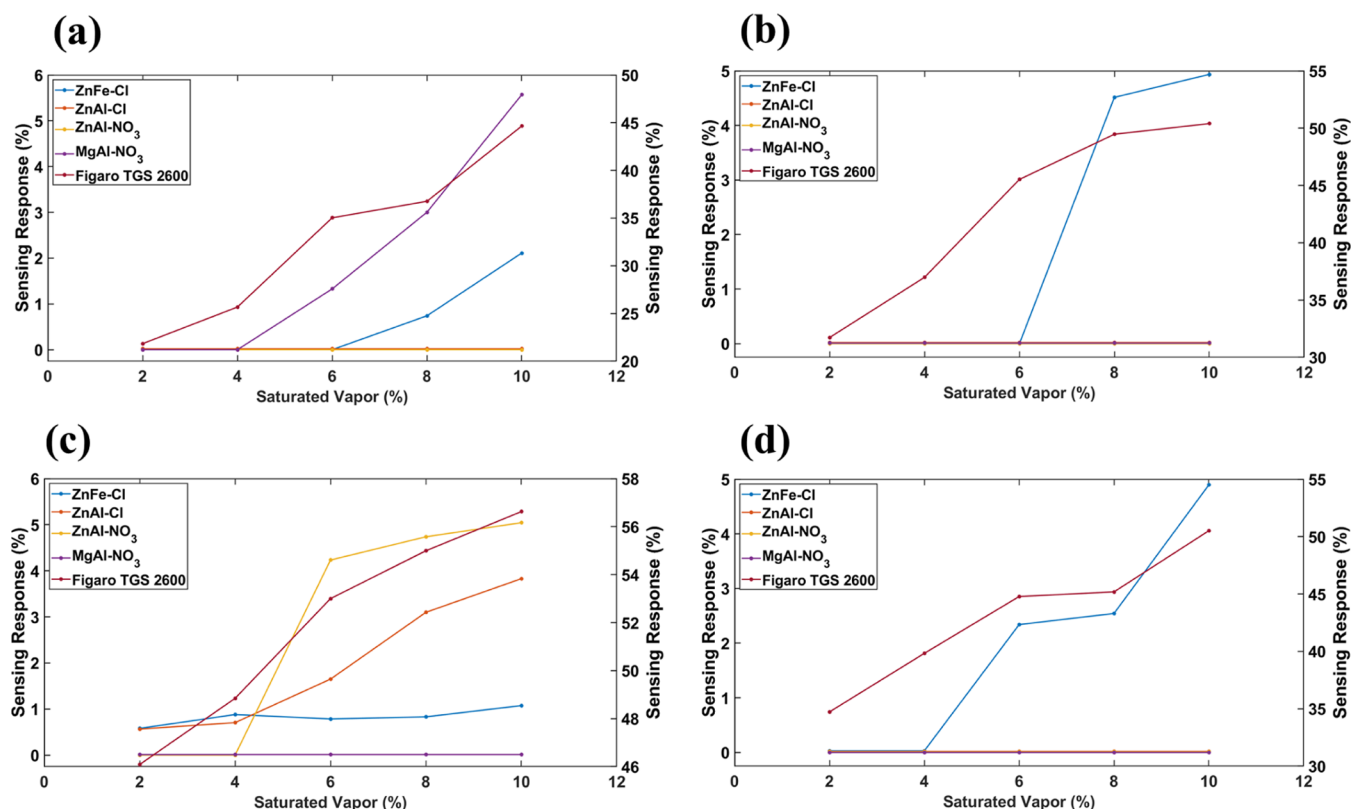 (a)
6
5
4
3
2
1
0
Sensing Response (%)
ZnFe-Cl
ZnAl-Cl
ZnAl-NO3
MgAl-NO3
Figaro TGS 2600
50
45
40
35
30
25
20
Sensing Response (%)
0 2 4 6 8 10 12
Saturated Vapor (%)
(b)
5
4
3
2
1
0
Sensing Response (%)
ZnFe-Cl
ZnAl-Cl
ZnAl-NO3
MgAl-NO3
Figaro TGS 2600
55
50
45
40
35
30
Sensing Response (%)
0 2 4 6 8 10 12
Saturated Vapor (%)
(c)
6
5
4
3
2
1
0
Sensing Response (%)
ZnFe-Cl
ZnAl-Cl
ZnAl-NO3
MgAl-NO3
Figaro TGS 2600
58
56
54
52
50
48
46
Sensing Response (%)
0 2 4 6 8 10 12
Saturated Vapor (%)
(d)
5
4
3
2
1
0
Sensing Response (%)
ZnFe-Cl
ZnAl-Cl
ZnAl-NO3
MgAl-NO3
Figaro TGS 2600
55
50
45
40
35
30
Sensing Response (%)
0 2 4 6 8 10 12
Saturated Vapor (%)